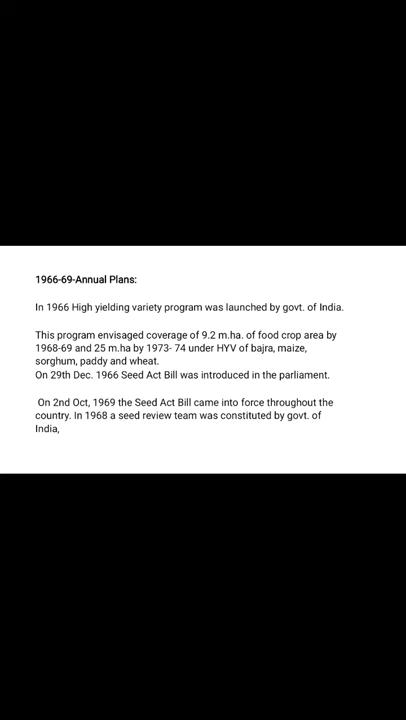 1966-69-Annual Plans:
In 1966 High yielding variety program was launched by govt. of India.
This program envisaged coverage of 9.2 m.ha. of food crop area by
1968-69 and 25 m.ha by 1973- 74 under HYV of bajra, maize,
sorghum, paddy and wheat.
On 29th Dec. 1966 Seed Act Bill was introduced in the parliament.
On 2nd Oct, 1969 the Seed Act Bill came into force throughout the
country. In 1968 a seed review team was constituted by govt. of
India,